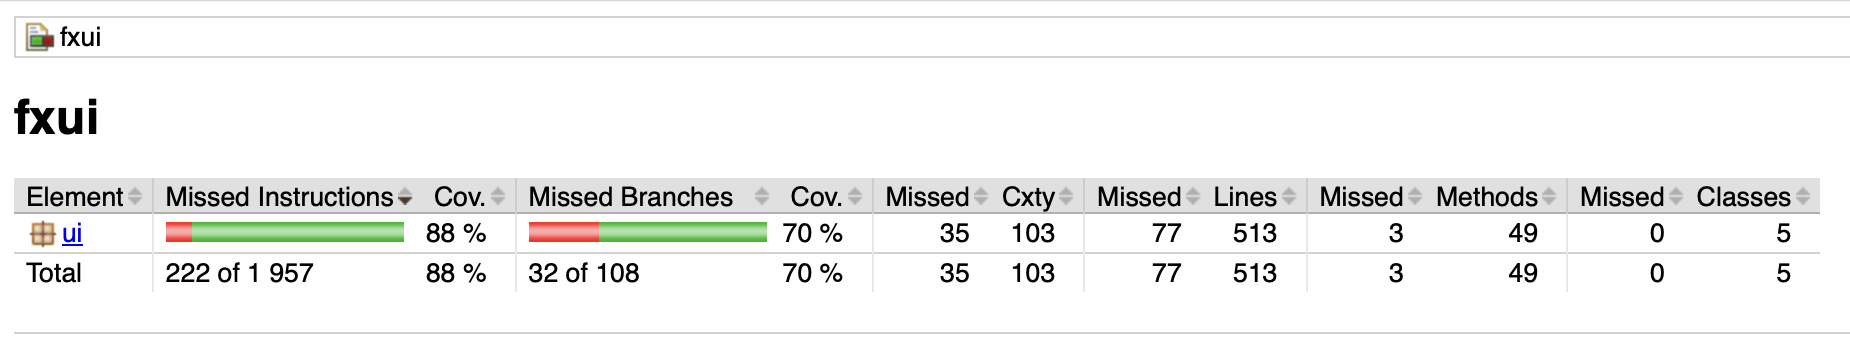 fxui
fxui
Element Missed Instructions Cov. Missed Branches Cov. Missed Cxty Missed Lines Missed Methods Missed Classes
ui 88 % 70 % 35 103 77 513 3 49 0 5
Total 222 of 1 957 88 % 32 of 108 70 % 35 103 77 513 3 49 0 5